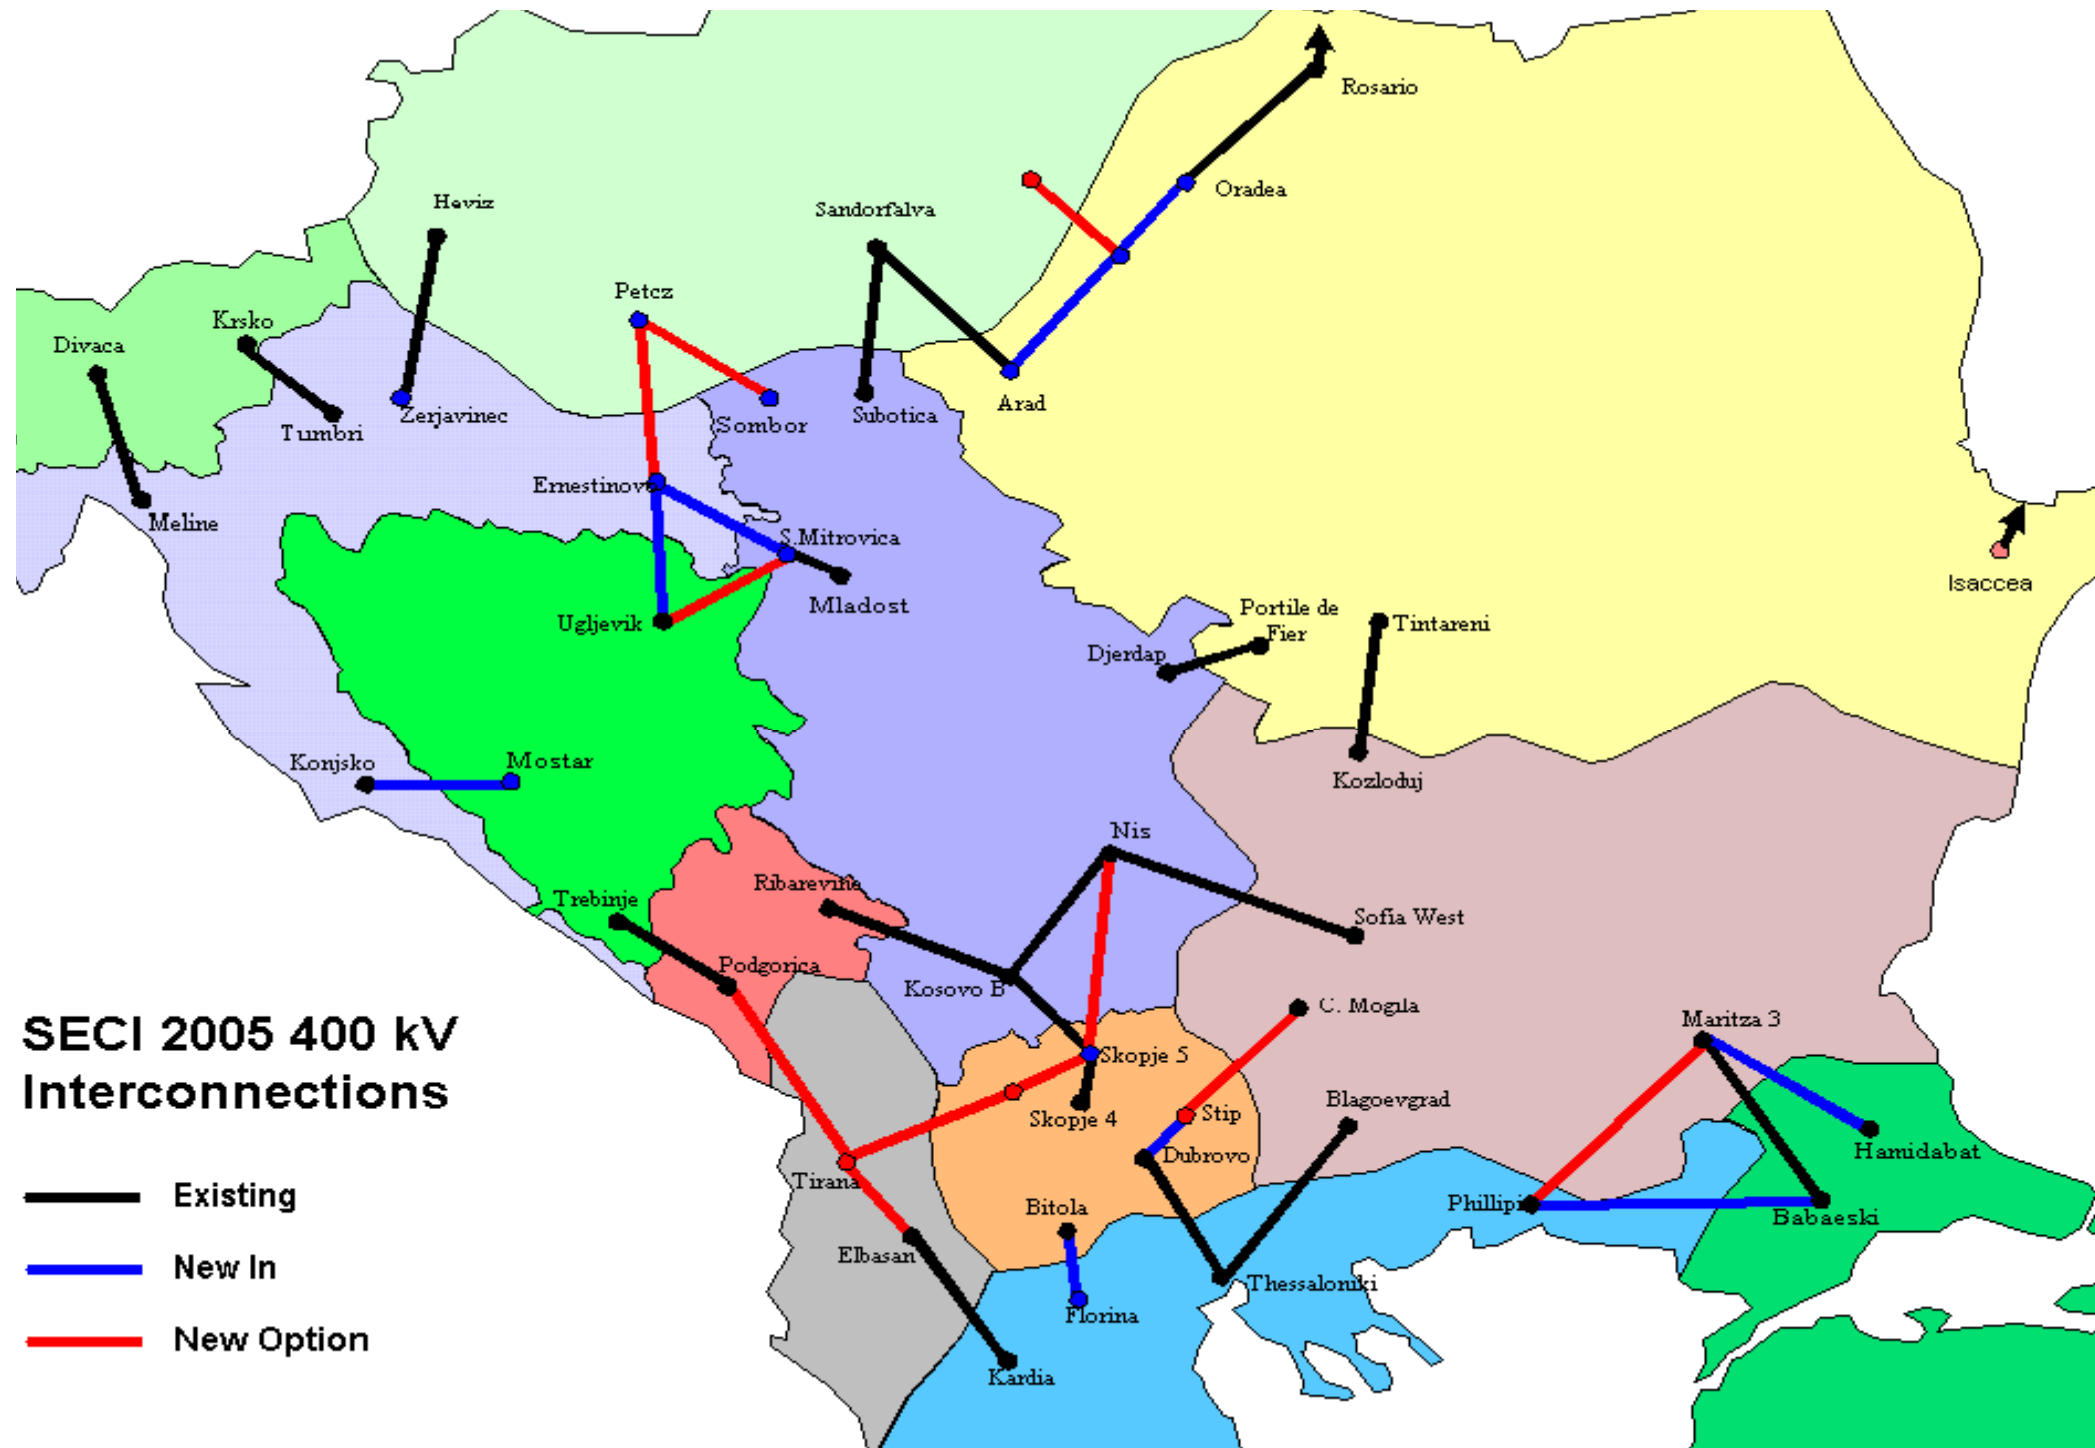 Rosario
Oradea
Heviz
Sandorfalva
Petcz
Krsko
Divaca
Tumbri
Zerjavinec
Sombor
Subotica
Arad
Ernestinovo
Meline
S.Mitrovica
Mladost
Isaccea
Ugljevik
Portile de
Fier
Tintareni
Djerdap
Konjsko
Mostar
Kozloduj
Nis
Ribarevine
Trebinje
Sofia West
Podgorica
Kosovo B
C. Mogila
Maritza 3
SECI 2005 400 kV
Interconnections
Skopje 5
Skopje 4
Stip
Blagoevgrad
Dubrovo
Hamidabat
Tirana
Existing
Bitola
Phillipi
Babaeski
Elbasan
New In
Thessaloniki
Florina
New Option
Kardia